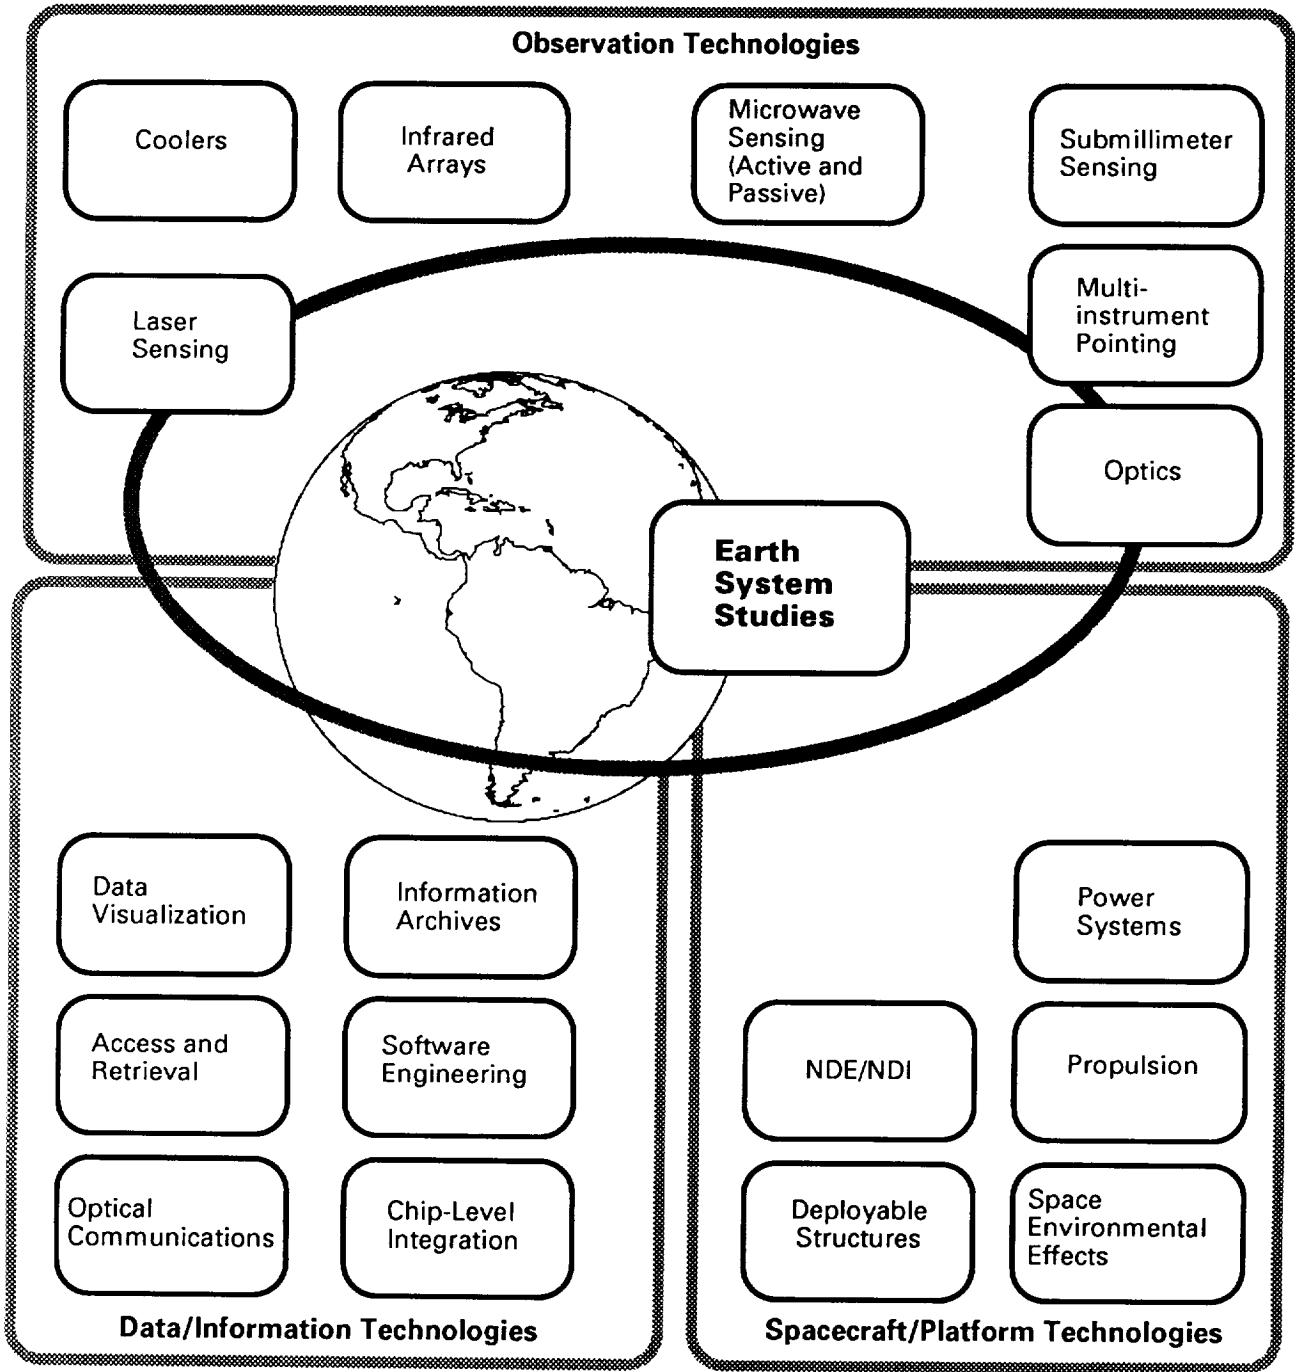 Observation Technologies
Coolers
Infrared
Arrays
Microwave
Sensing
(Active and
Passive)
Submillimeter
Sensing
Laser
Sensing
Multi-
instrument
Pointing
Optics
Earth
System
Studies
Data
Visualization
Information
Archives
Access and
Retrieval
Software
Engineering
Optical
Communications
Chip-Level
Integration
Data/Information Technologies
Power
Systems
NDE/NDI
Propulsion
Deployable
Structures
Space
Environmental
Effects
Spacecraft/Platform Technologies